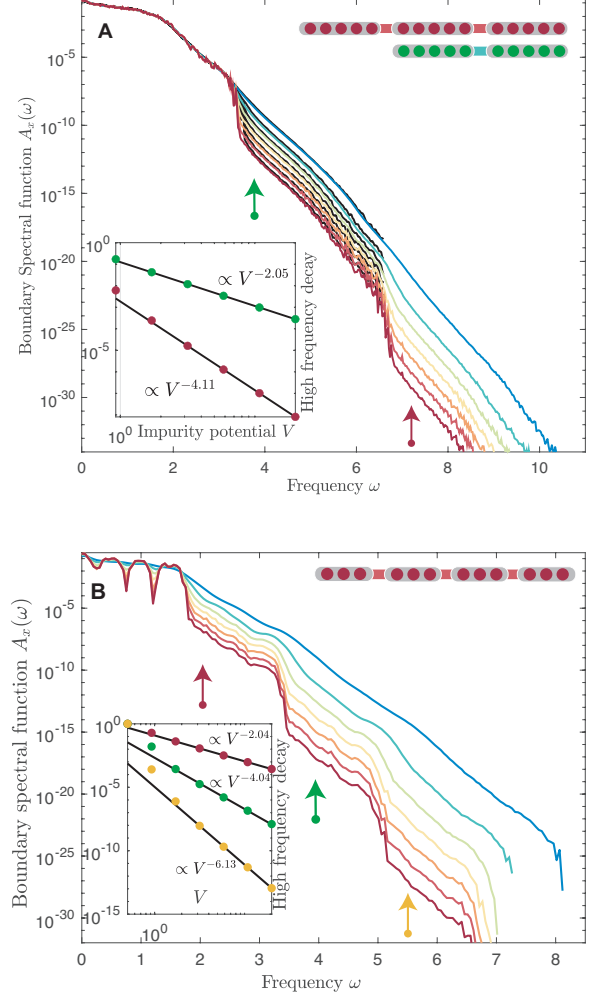 A
Boundary Spectral function A_x(ω)
10^-5
10^-10
10^-15
10^-20
10^-25
10^-30
10^0
10^-5
∝ V^-2.05
∝ V^-4.11
High frequency decay
10^0
Impurity potential V
0
2
4
6
8
10
Frequency ω
B
Boundary spectral function A_x(ω)
10^-5
10^-10
10^-15
10^-20
10^-25
10^-30
10^0
10^-5
10^-10
10^-15
∝ V^-2.04
∝ V^-4.04
∝ V^-6.13
High frequency decay
V
10^0
0
1
2
3
4
5
6
7
8
Frequency ω